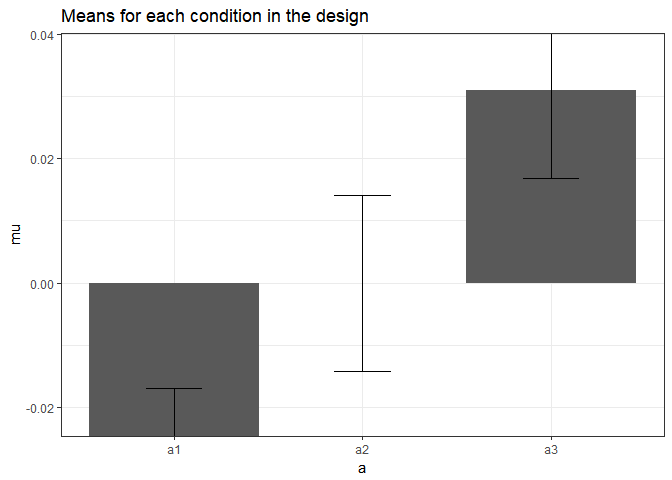 Means for each condition in the design
0.04
0.02
0.00
-0.02
mu
a1 a2 a3
a